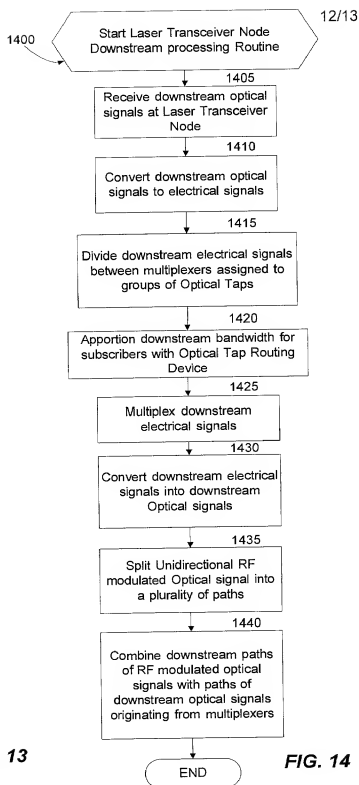 12/13
1400
Start Laser Transceiver Node
Downstream processing Routine
1405
Receive downstream optical
signals at Laser Transceiver
Node
1410
Convert downstream optical
signals to electrical signals
1415
Divide downstream electrical signals
between multiplexers assigned to
groups of Optical Taps
1420
Apportion downstream bandwidth for
subscribers with Optical Tap Routing
Device
1425
Multiplex downstream
electrical signals
1430
Convert downstream electrical
signals into downstream
Optical signals
1435
Split Unidirectional RF
modulated Optical signal into
a plurality of paths
1440
Combine downstream paths
of RF modulated optical
signals with paths of
downstream optical signals
originating from multiplexers
13
FIG. 14
END